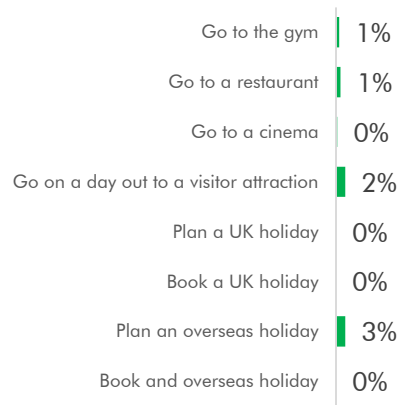 Go to the gym 1%
Go to a restaurant 1%
Go to a cinema 0%
Go on a day out to a visitor attraction 2%
Plan a UK holiday 0%
Book a UK holiday 0%
Plan an overseas holiday 3%
Book and overseas holiday 0%